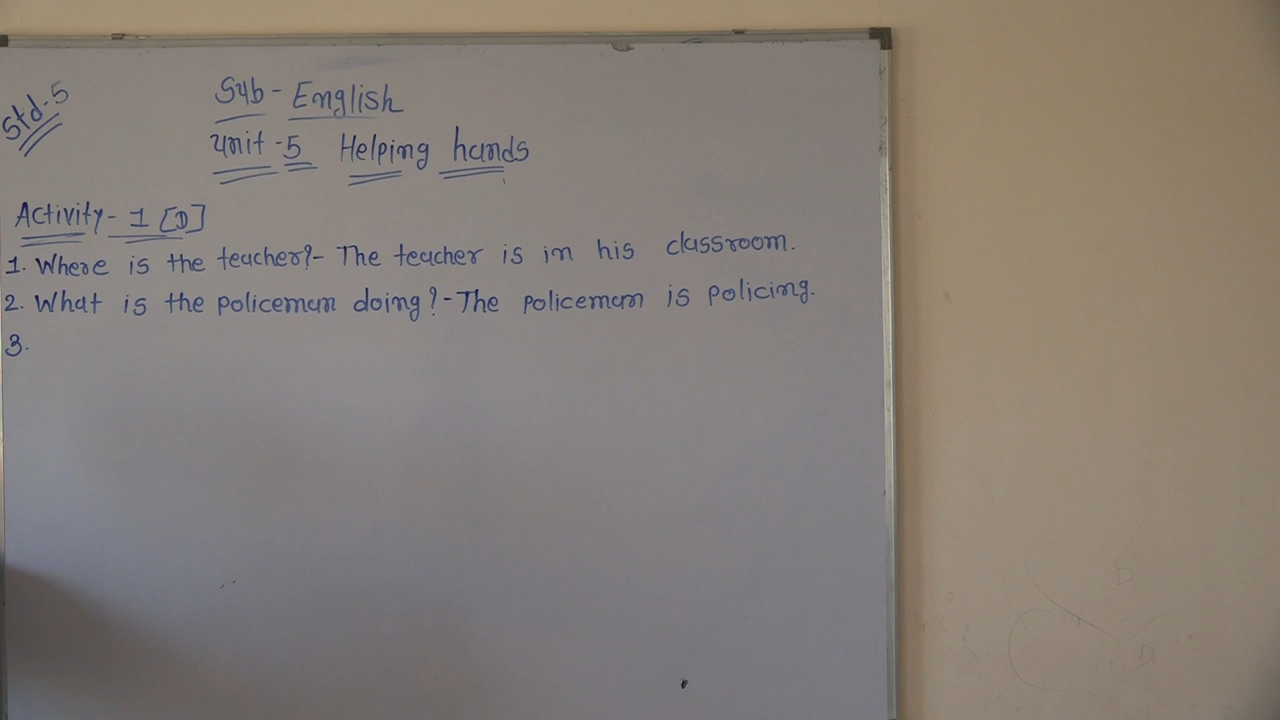 Std-5
Sub - English
Unit -5 Helping hands
Activity- 1 [D]
1. Where is the teacher?- The teacher is in his classroom.
2. What is the policeman doing?-The policeman is policing.
3.